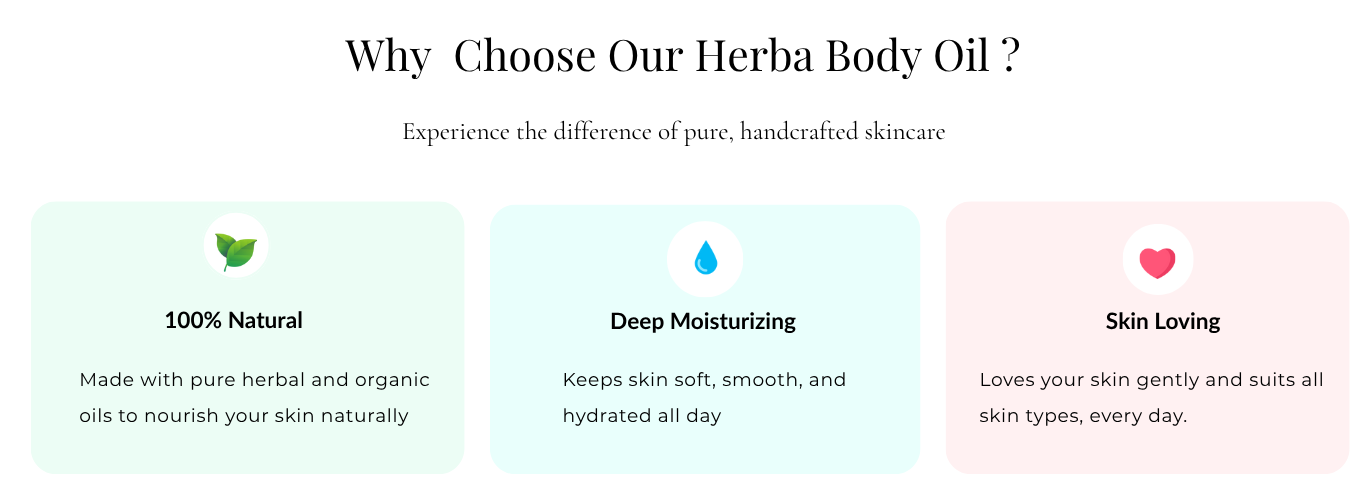 Why  Choose Our Herba Body Oil ?
Experience the difference of pure, handcrafted skincare
100% Natural
Made with pure herbal and organic
oils to nourish your skin naturally
Deep Moisturizing
Keeps skin soft, smooth, and
hydrated all day
Skin Loving
Loves your skin gently and suits all
skin types, every day.